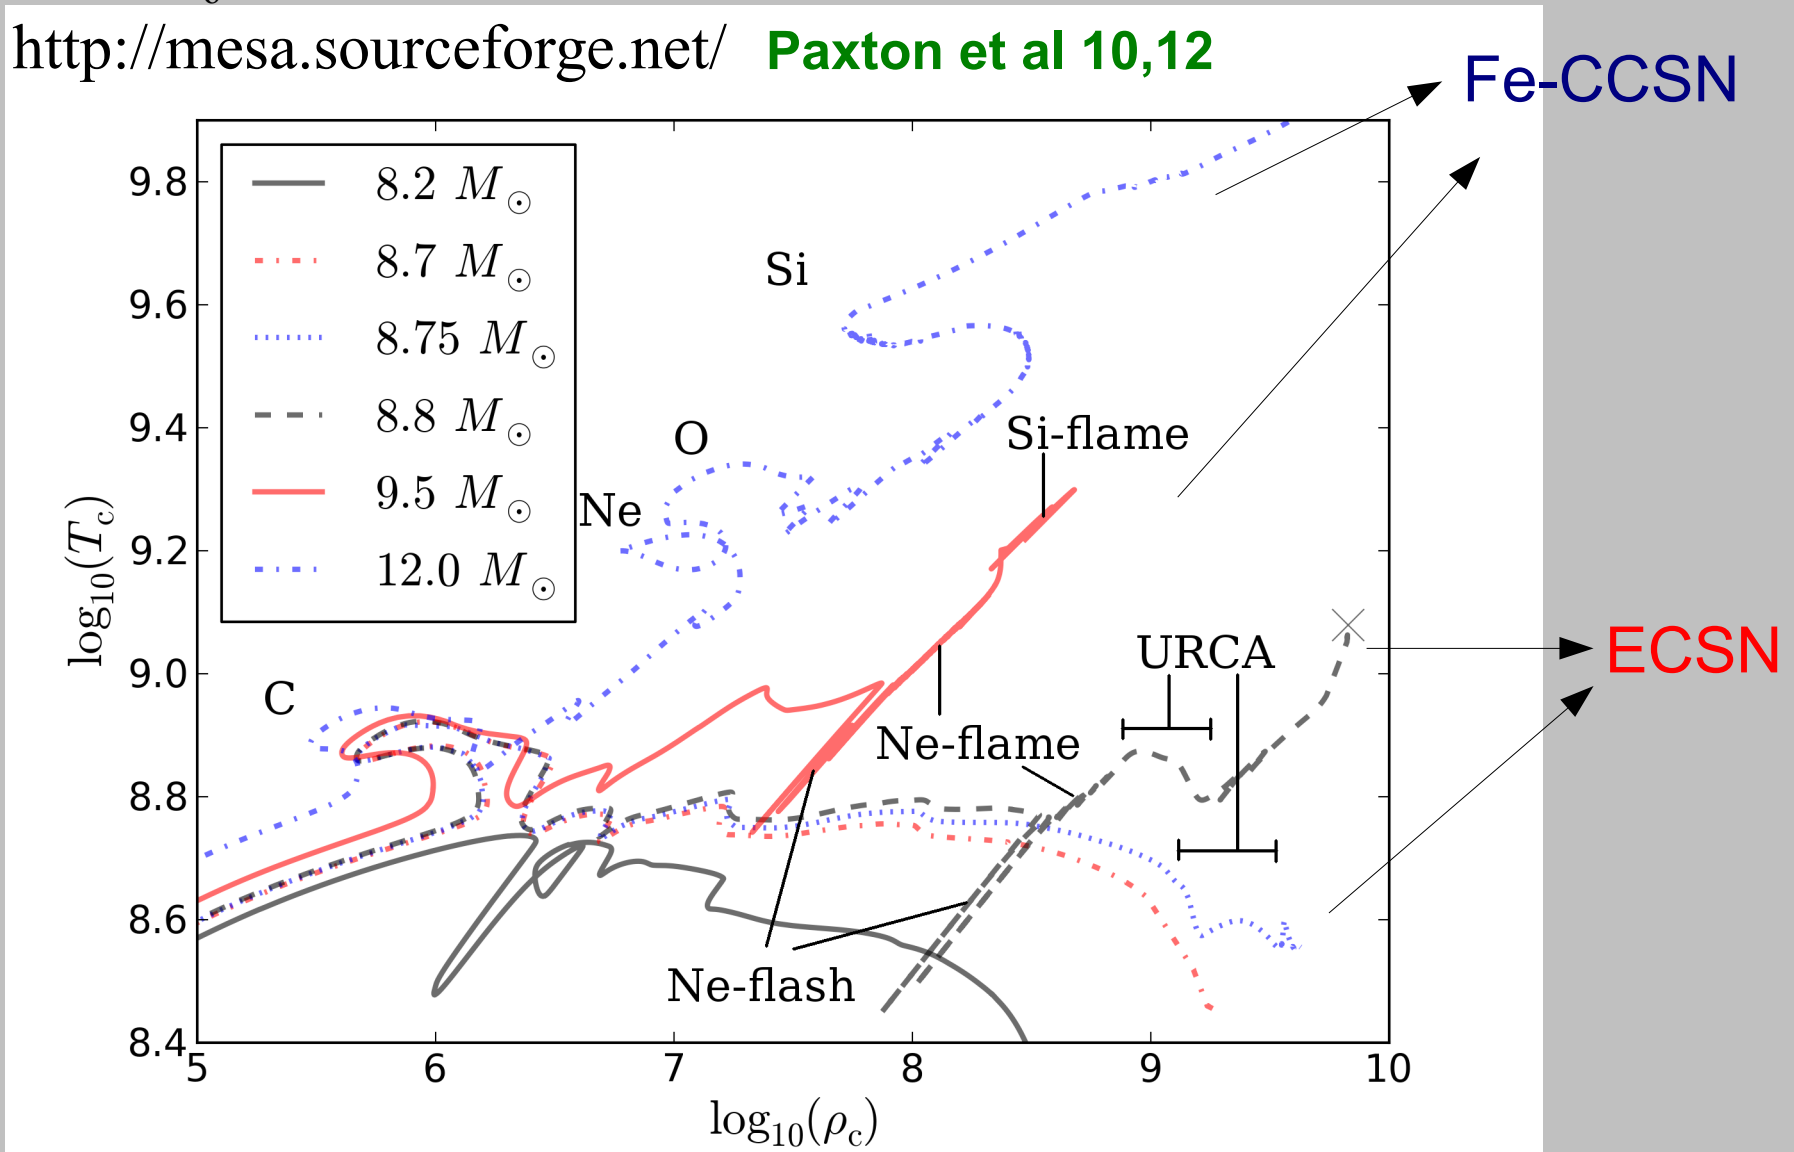 http://mesa.sourceforge.net/ Paxton et al 10,12
Fe-CCSN
8.2 M☉
8.7 M☉
8.75 M☉
8.8 M☉
9.5 M☉
12.0 M☉
Si
O
Ne
C
Si-flame
URCA
Ne-flame
Ne-flash
ECSN
9.8
9.6
9.4
9.2
9.0
8.8
8.6
8.4
log₁₀(T_c)
5 6 7 8 9 10
log₁₀(ρ_c)